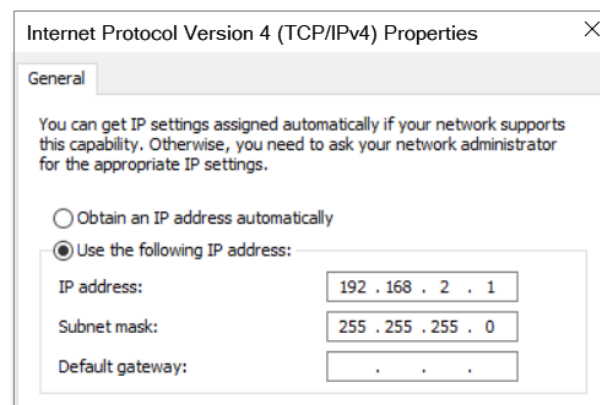 Internet Protocol Version 4 (TCP/IPv4) Properties
General
You can get IP settings assigned automatically if your network supports
this capability. Otherwise, you need to ask your network administrator
for the appropriate IP settings.
Obtain an IP address automatically
Use the following IP address:
IP address: 192 . 168 . 2 . 1
Subnet mask: 255 . 255 . 255 . 0
Default gateway: . . .